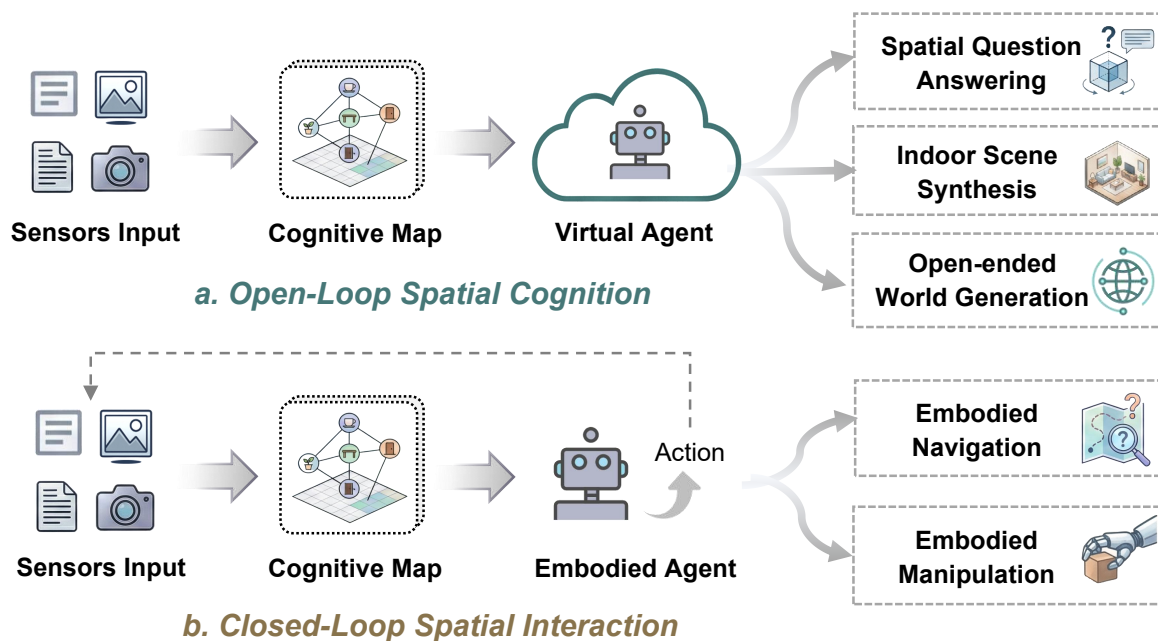 Spatial Question
Answering
?
Indoor Scene
Synthesis
Sensors Input
Cognitive Map
Virtual Agent
Open-ended
World Generation
a. Open-Loop Spatial Cognition
Embodied
Navigation
?
?
Action
Sensors Input
Cognitive Map
Embodied Agent
Embodied
Manipulation
b. Closed-Loop Spatial Interaction